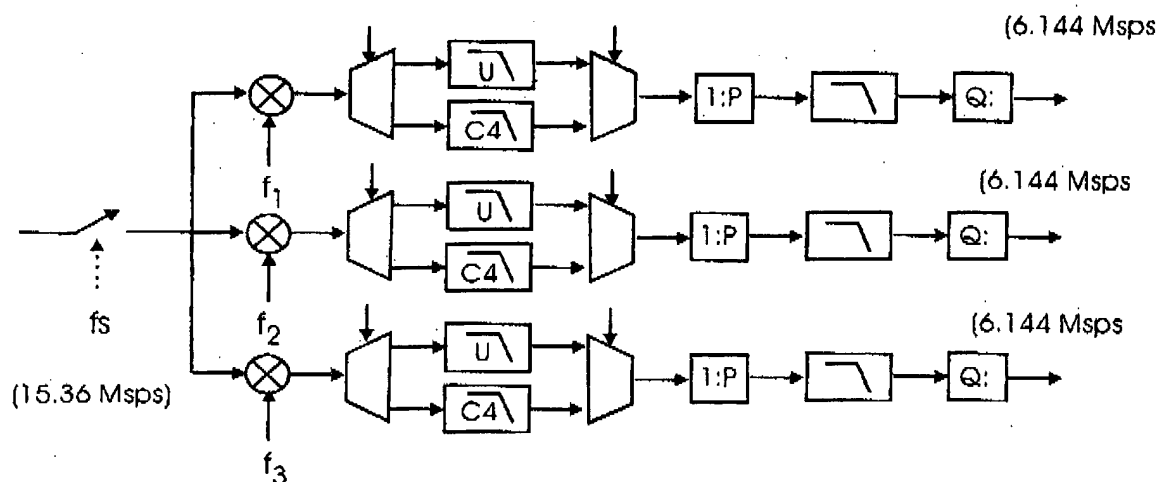 (6.144 Msps
U
C4
1:P
Q:
f1
(6.144 Msps
U
C4
1:P
Q:
fs
f2
(6.144 Msps
U
C4
1:P
Q:
(15.36 Msps)
f3